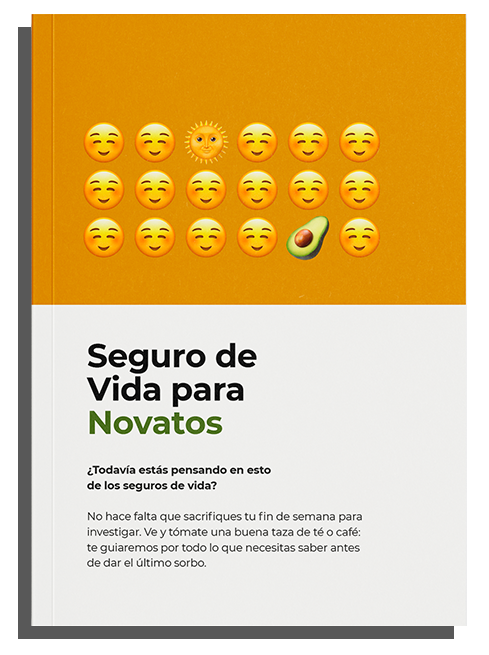 Seguro de
Vida para
Novatos
¿Todavía estás pensando en esto
de los seguros de vida?
No hace falta que sacrifiques tu fin de semana para
investigar. Ve y tómate una buena taza de té o café:
te guiaremos por todo lo que necesitas saber antes
de dar el último sorbo.